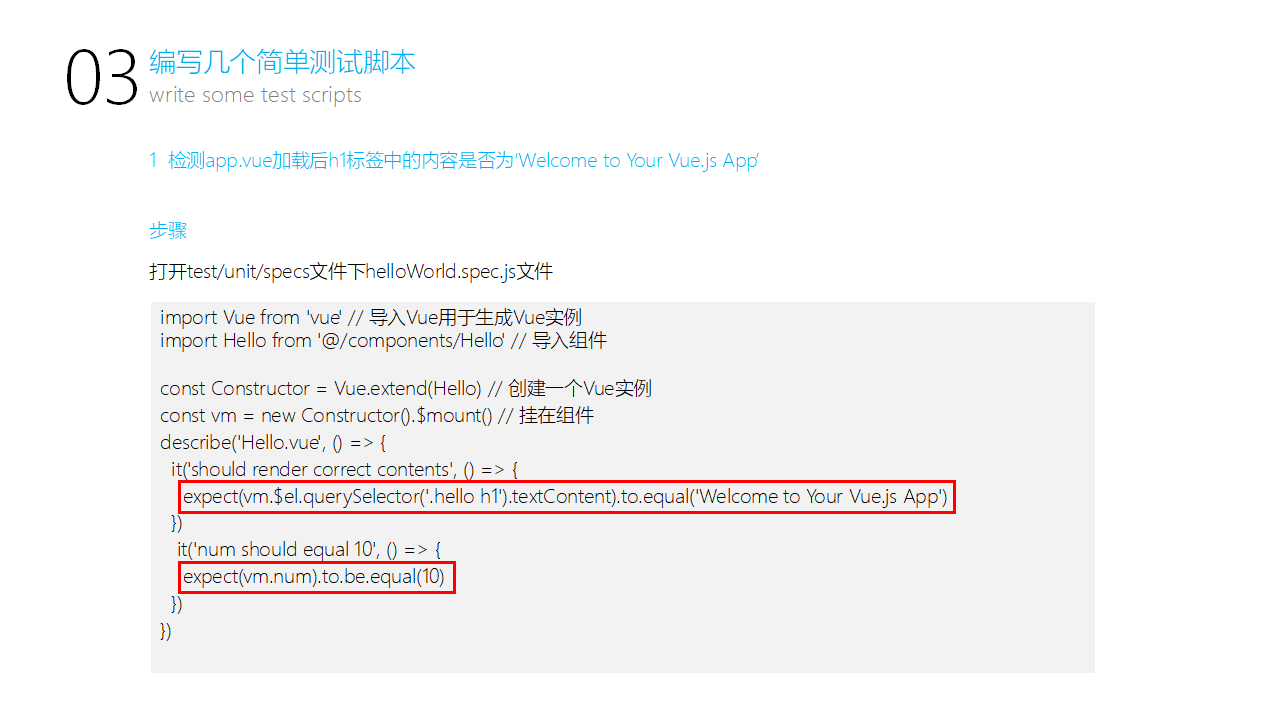 03
编写几个简单测试脚本
write some test scripts
1 检测app.vue加载后h1标签中的内容是否为‘Welcome to Your Vue.js App’
步骤
打开test/unit/specs文件下helloWorld.spec.js文件
import Vue from 'vue' // 导入Vue用于生成Vue实例
import Hello from '@/components/Hello' // 导入组件
const Constructor = Vue.extend(Hello) // 创建一个Vue实例
const vm = new Constructor().$mount() // 挂在组件
describe('Hello.vue', () => {
it('should render correct contents', () => {
expect(vm.$el.querySelector('.hello h1').textContent).to.equal('Welcome to Your Vue.js App')
})
it('num should equal 10', () => {
expect(vm.num).to.be.equal(10)
})
})